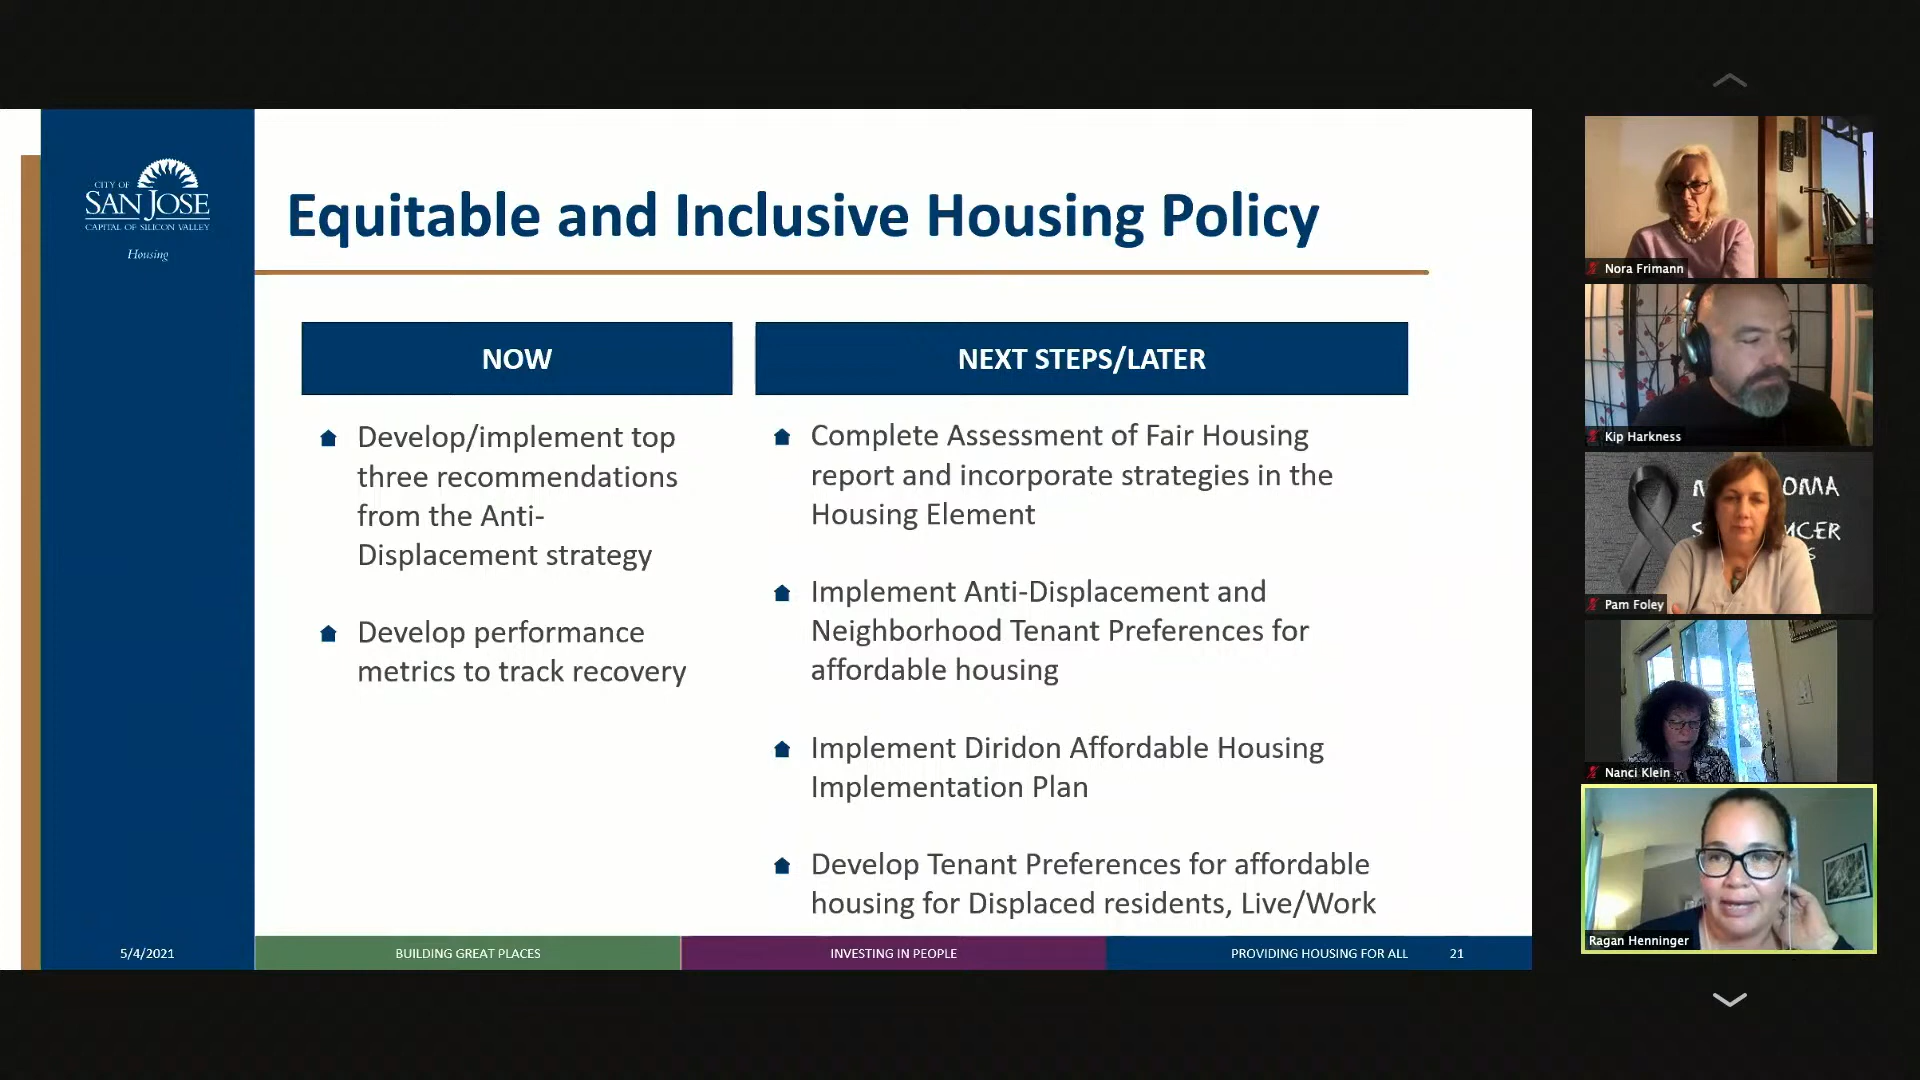 CITY OF
SAN JOSE
CAPITAL OF SILICON VALLEY
Housing
Equitable and Inclusive Housing Policy
NOW
Develop/implement top
three recommendations
from the Anti-
Displacement strategy
Develop performance
metrics to track recovery
NEXT STEPS/LATER
Complete Assessment of Fair Housing
report and incorporate strategies in the
Housing Element
Implement Anti-Displacement and
Neighborhood Tenant Preferences for
affordable housing
Implement Diridon Affordable Housing
Implementation Plan
Develop Tenant Preferences for affordable
housing for Displaced residents, Live/Work
5/4/2021
BUILDING GREAT PLACES
INVESTING IN PEOPLE
PROVIDING HOUSING FOR ALL
21
Nora Frimann
Kip Harkness
Pam Foley
Nanci Klein
Ragan Henninger